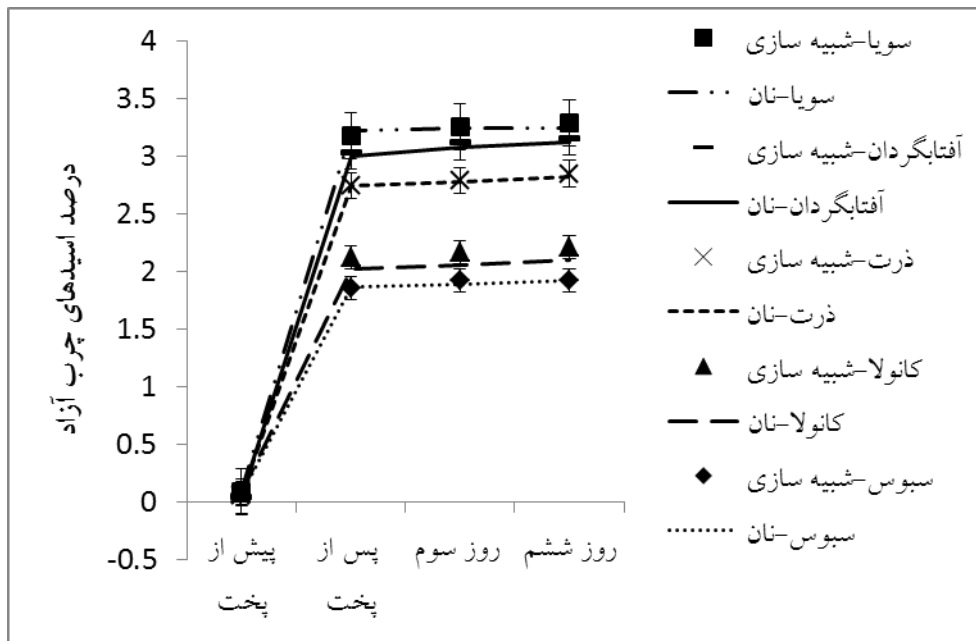 درصد اسیدهای چرب آزاد
4
3.5
3
2.5
2
1.5
1
0.5
0
-0.5
پیش از پخت
پس از پخت
روز سوم
روز ششم
سویا-شبیه سازی
سویا-نان
آفتابگردان-شبیه سازی
آفتابگردان-نان
ذرت-شبیه سازی
ذرت-نان
کانولا-شبیه سازی
کانولا-نان
سبوس-شبیه سازی
سبوس-نان